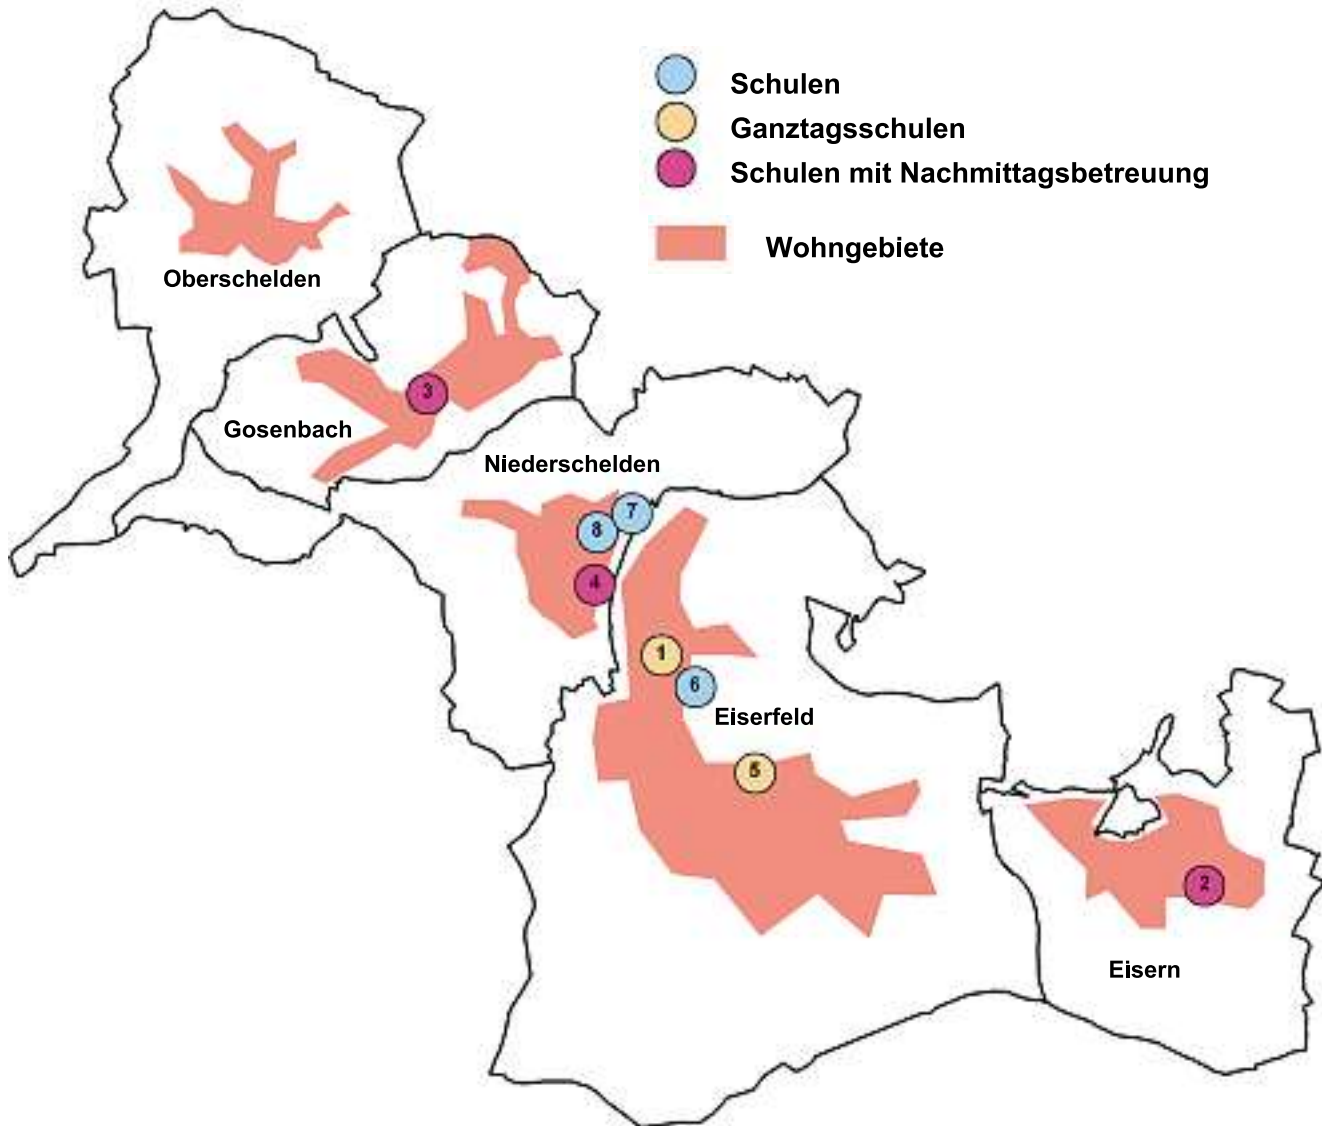 Schulen
Ganztagsschulen
Schulen mit Nachmittagsbetreuung
Wohngebiete
Oberschelden
3
Gosenbach
Niederschelden
7
8
4
1
6
Eiserfeld
5
2
Eisern